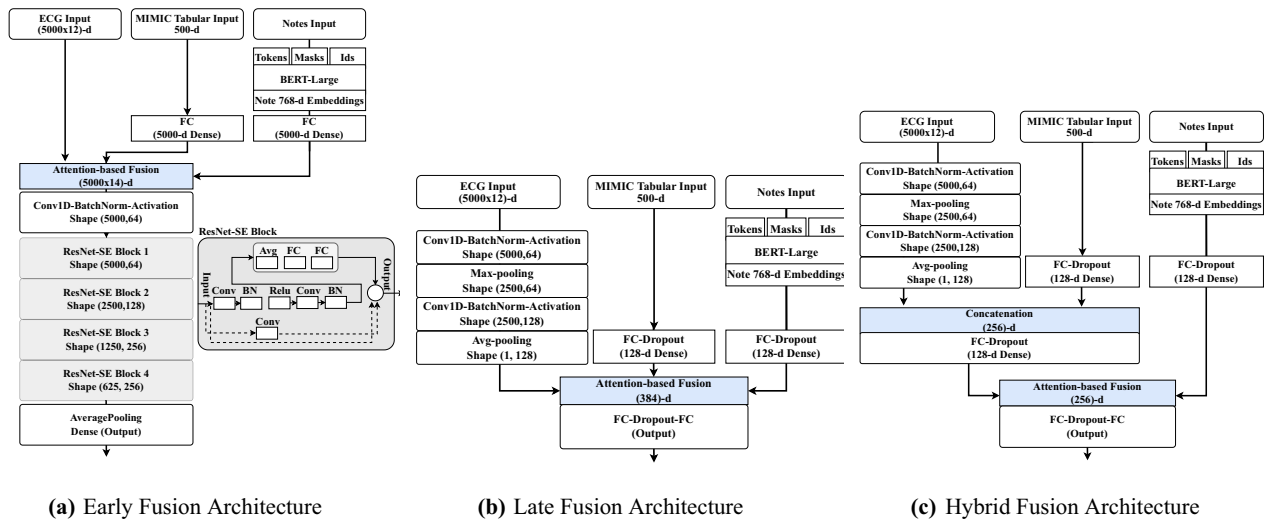 ECG Input
(5000x12)-d
MIMIC Tabular Input
500-d
Notes Input
Tokens Masks Ids
BERT-Large
Note 768-d Embeddings
FC
(5000-d Dense)
FC
(5000-d Dense)
Attention-based Fusion
(5000x14)-d
Conv1D-BatchNorm-Activation
Shape (5000,64)
ResNet-SE Block 1
Shape (5000,64)
ResNet-SE Block 2
Shape (2500,128)
ResNet-SE Block 3
Shape (1250, 256)
ResNet-SE Block 4
Shape (625, 256)
AveragePooling
Dense (Output)
ResNet-SE Block
Avg FC FC
Input
Conv BN Relu Conv BN
Conv
Output
(a) Early Fusion Architecture
ECG Input
(5000x12)-d
MIMIC Tabular Input
500-d
Notes Input
Tokens Masks Ids
BERT-Large
Note 768-d Embeddings
Conv1D-BatchNorm-Activation
Shape (5000,64)
Max-pooling
Shape (2500,64)
Conv1D-BatchNorm-Activation
Shape (2500,128)
Avg-pooling
Shape (1, 128)
FC-Dropout
(128-d Dense)
FC-Dropout
(128-d Dense)
Attention-based Fusion
(384)-d
FC-Dropout-FC
(Output)
(b) Late Fusion Architecture
ECG Input
(5000x12)-d
MIMIC Tabular Input
500-d
Notes Input
Tokens Masks Ids
BERT-Large
Note 768-d Embeddings
Conv1D-BatchNorm-Activation
Shape (5000,64)
Max-pooling
Shape (2500,64)
Conv1D-BatchNorm-Activation
Shape (2500,128)
Avg-pooling
Shape (1, 128)
FC-Dropout
(128-d Dense)
FC-Dropout
(128-d Dense)
Concatenation
(256)-d
FC-Dropout
(128-d Dense)
Attention-based Fusion
(256)-d
FC-Dropout-FC
(Output)
(c) Hybrid Fusion Architecture